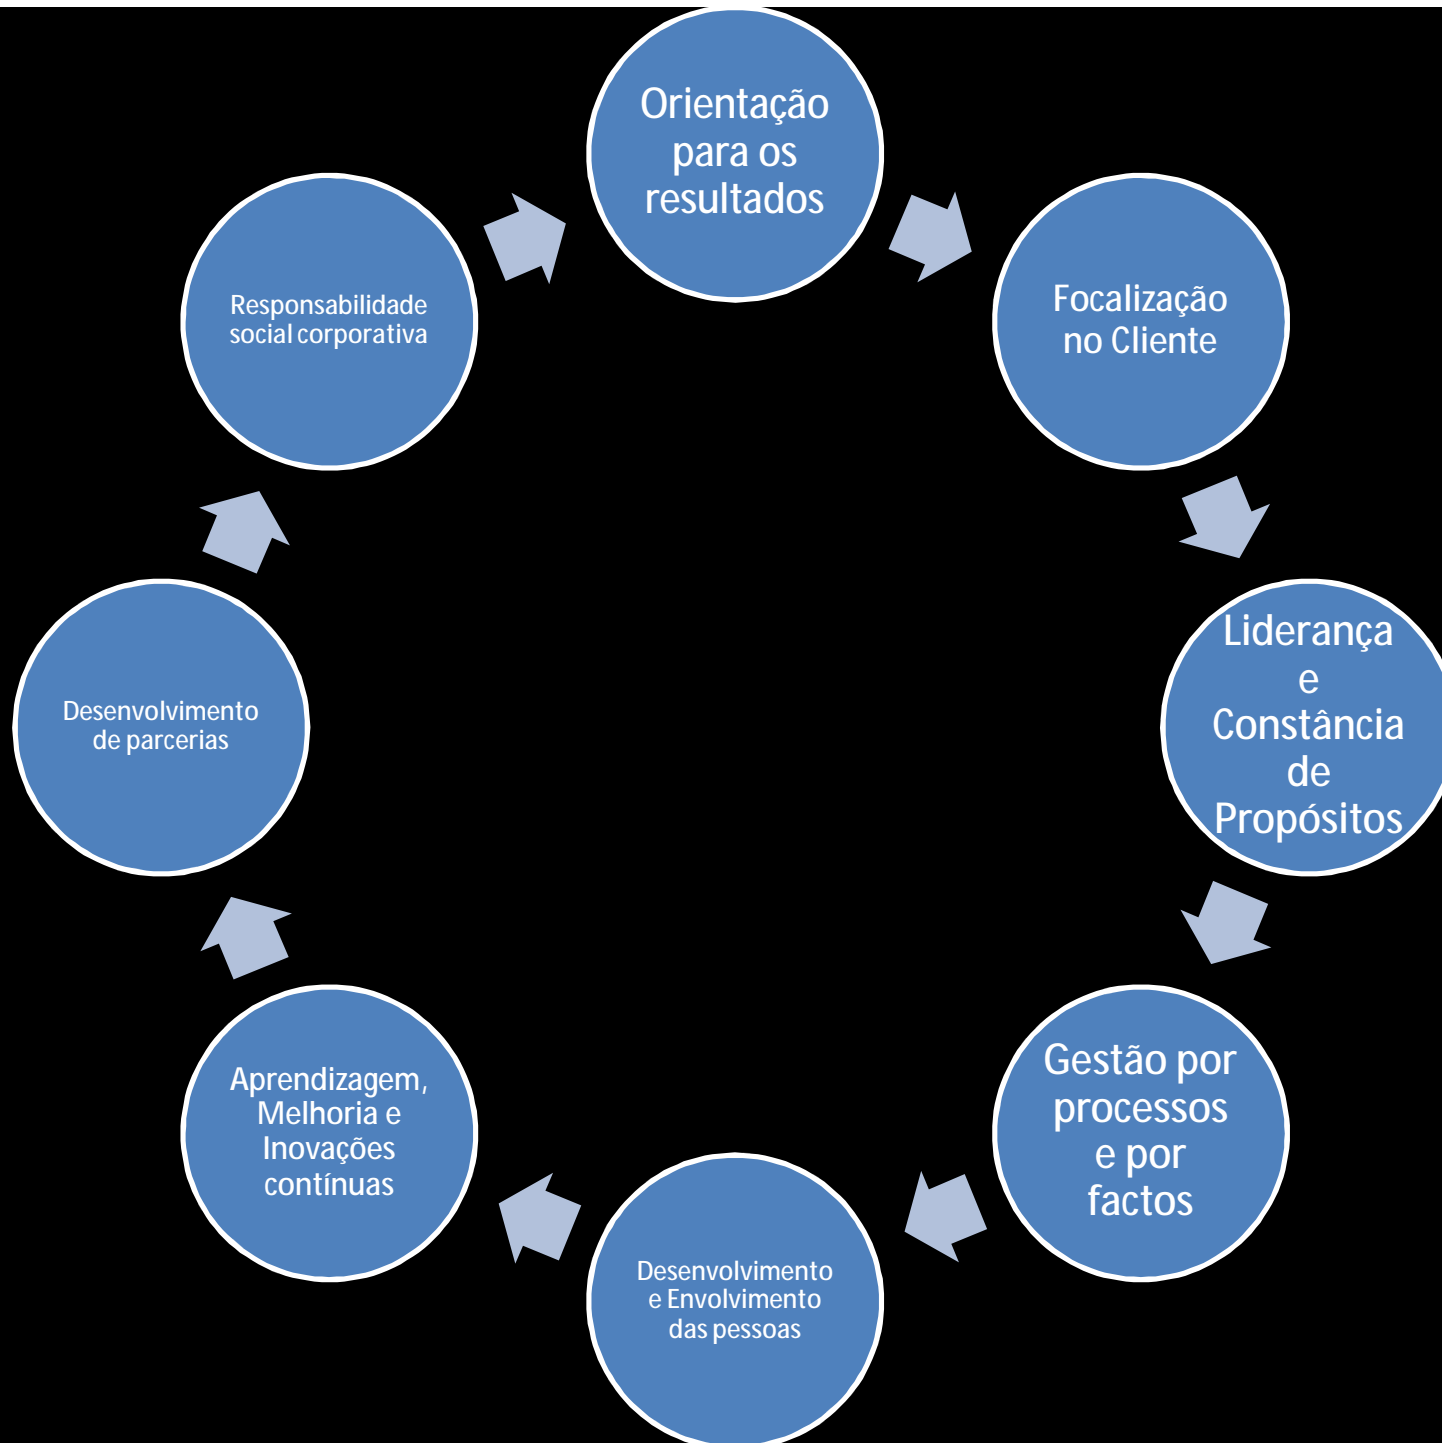 Orientação
para os
resultados
Focalização
no Cliente
Liderança
e
Constância
de
Propósitos
Gestão por
processos
e por
factos
Desenvolvimento
e Envolvimento
das pessoas
Aprendizagem,
Melhoria e
Inovações
contínuas
Desenvolvimento
de parcerias
Responsabilidade
social corporativa